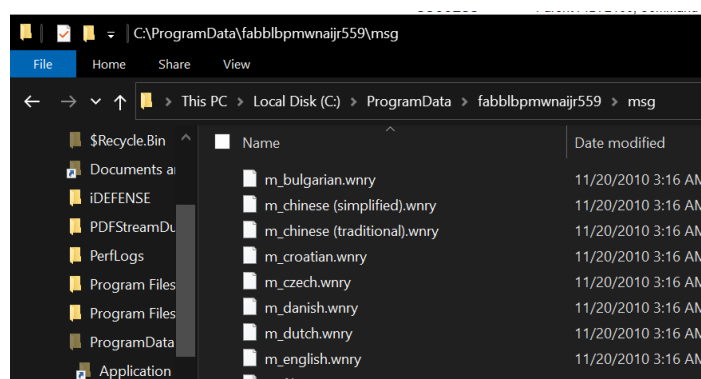 C:\ProgramData\fabblbpmwnaijr559\msg
File Home Share View
This PC > Local Disk (C:) > ProgramData > fabblbpmwnaijr559 > msg
$Recycle.Bin
Name Date modified
Documents a
m_bulgarian.wnry 11/20/2010 3:16 AM
iDEFENSE
m_chinese (simplified).wnry 11/20/2010 3:16 AM
PDFStreamDu
m_chinese (traditional).wnry 11/20/2010 3:16 AM
PerfLogs
m_croatian.wnry 11/20/2010 3:16 AM
Program Files
m_czech.wnry 11/20/2010 3:16 AM
Program Files
m_danish.wnry 11/20/2010 3:16 AM
ProgramData
m_dutch.wnry 11/20/2010 3:16 AM
Application
m_english.wnry 11/20/2010 3:16 AM